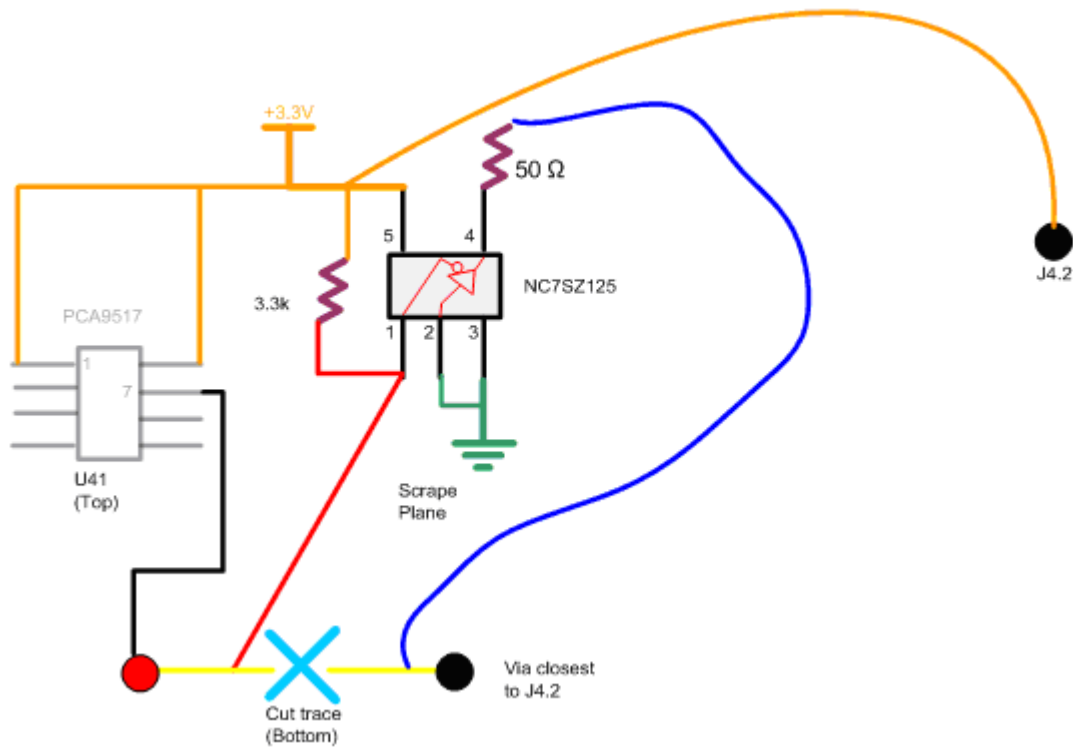 +3.3V
50 Ω
5
4
NC7SZ125
J4.2
3.3k
PCA9517
1
2
3
1
7
U41
(Top)
Scrape
Plane
Via closest
to J4.2
Cut trace
(Bottom)